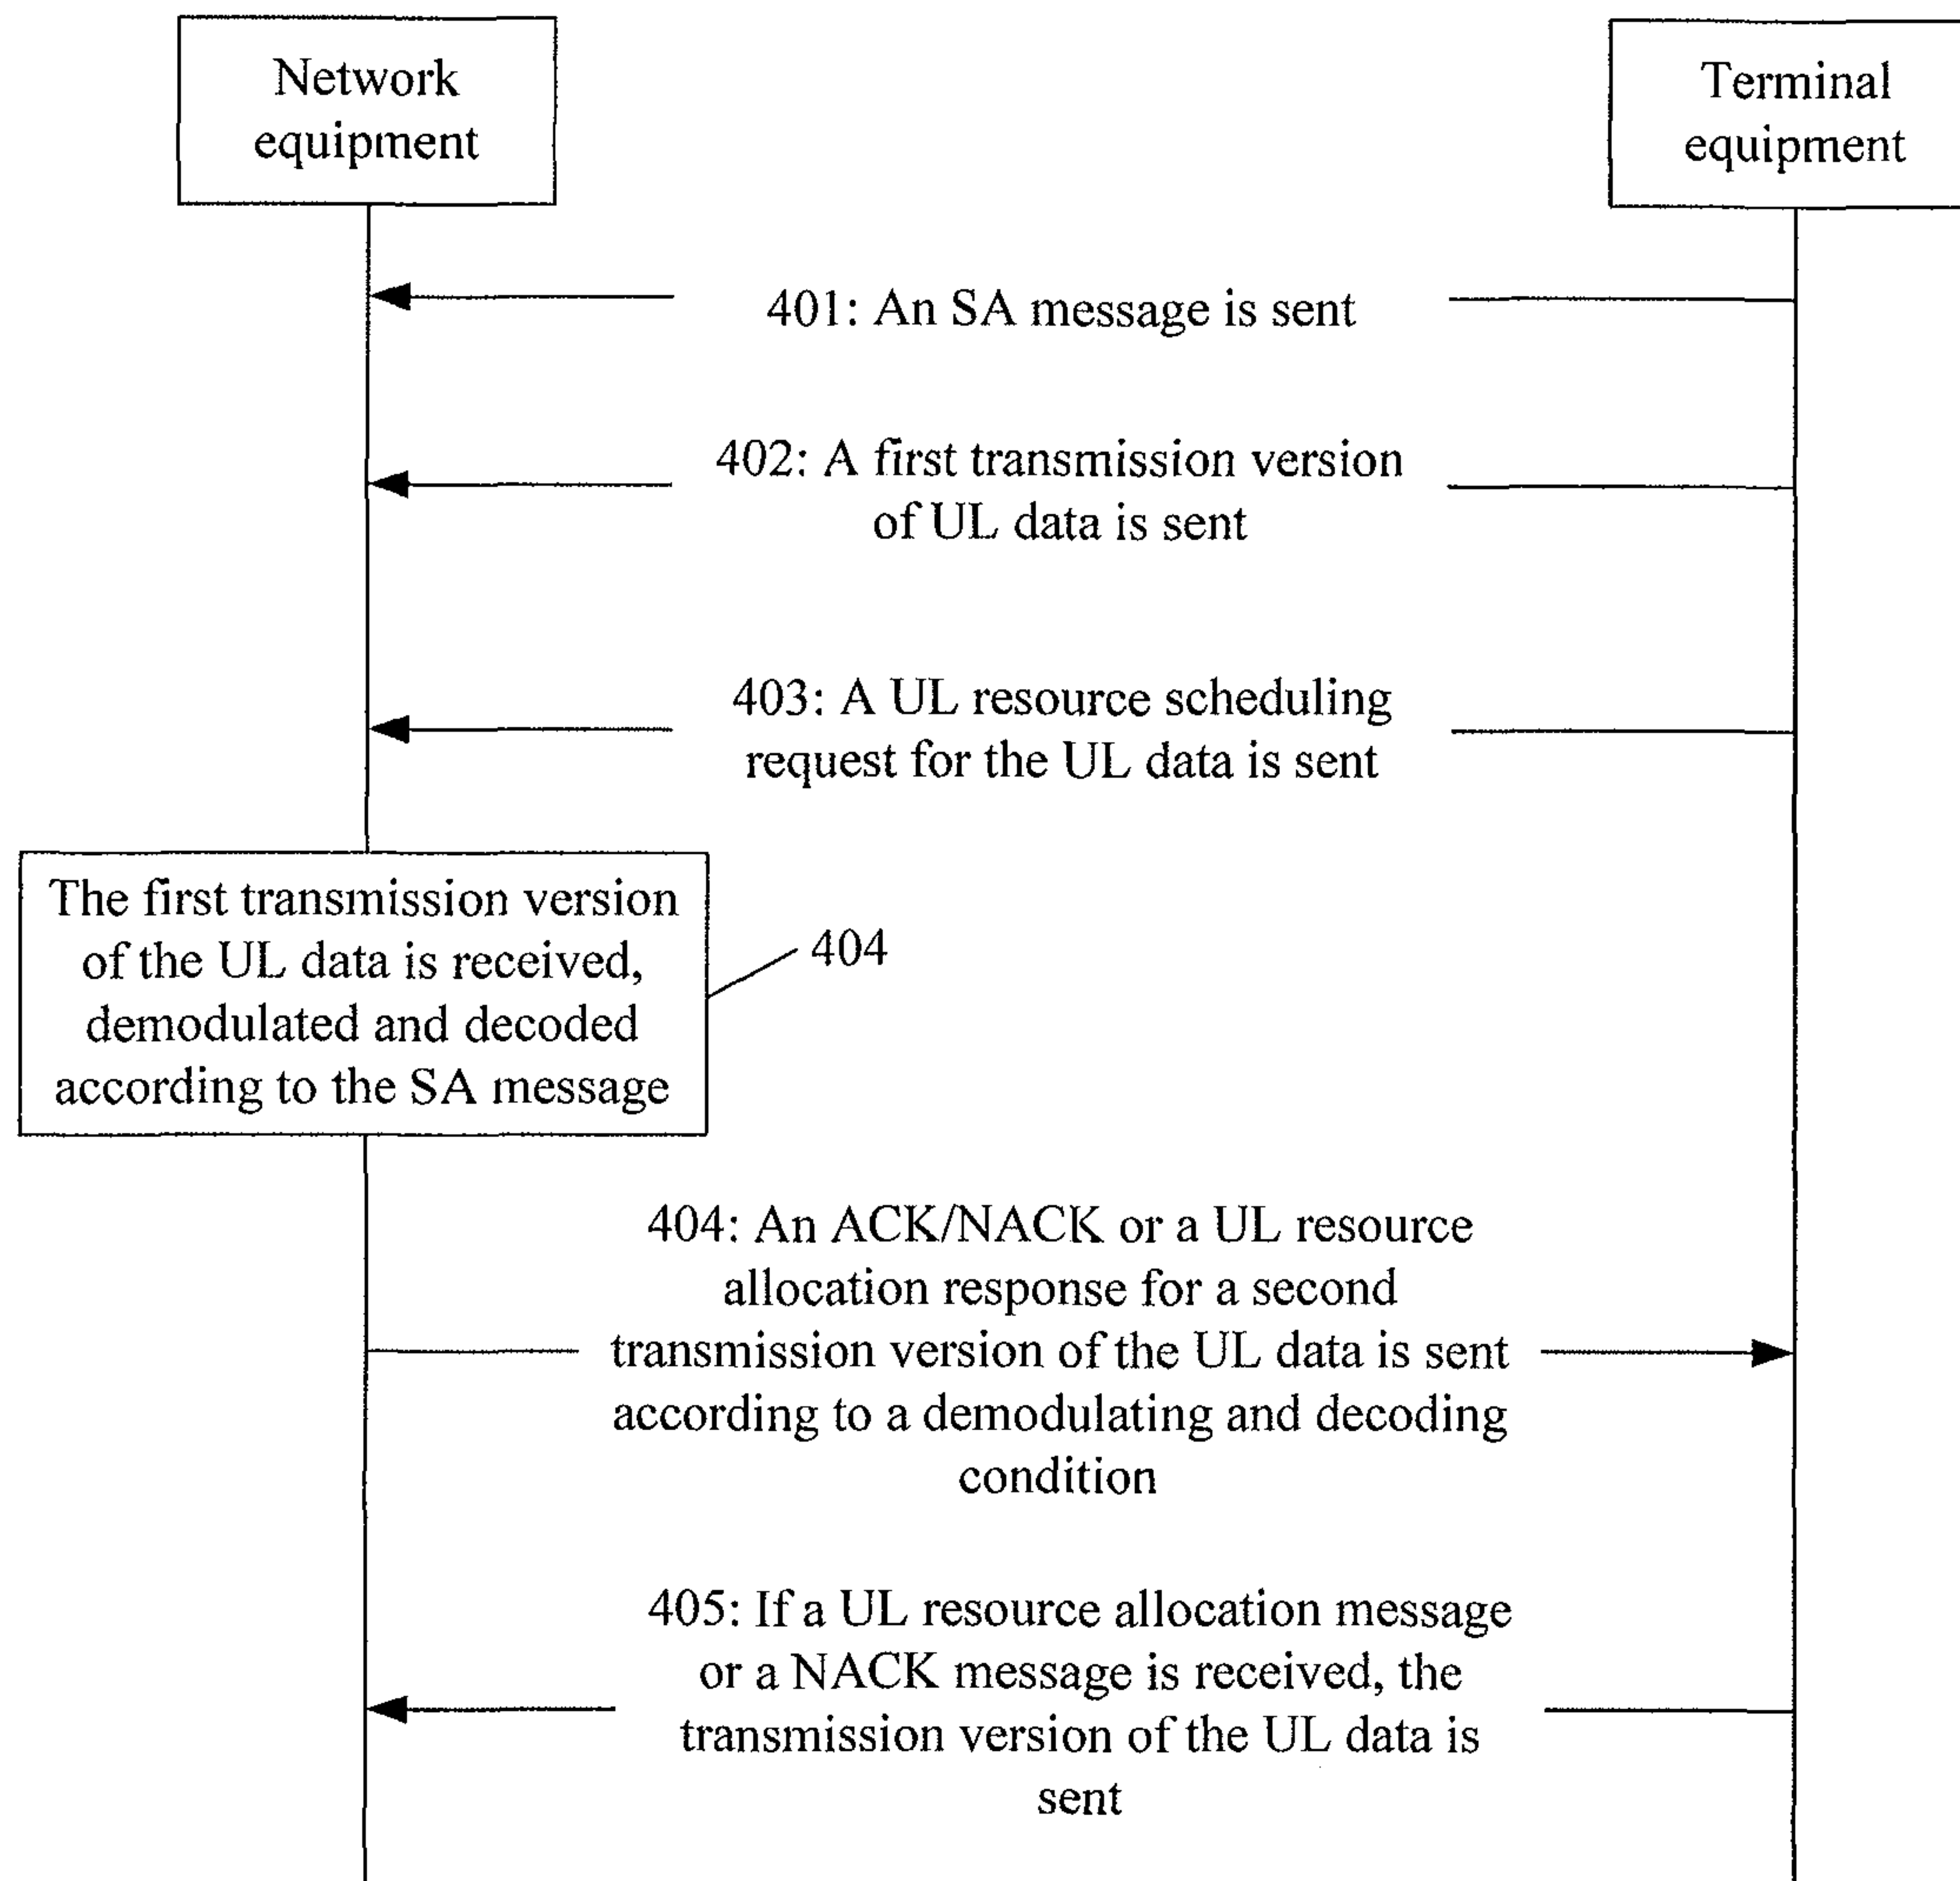 Network
equipment
Terminal
equipment
401: An SA message is sent
402: A first transmission version
of UL data is sent
403: A UL resource scheduling
request for the UL data is sent
The first transmission version
of the UL data is received,
demodulated and decoded
according to the SA message
404
404: An ACK/NACK or a UL resource
allocation response for a second
transmission version of the UL data is sent
according to a demodulating and decoding
condition
405: If a UL resource allocation message
or a NACK message is received, the
transmission version of the UL data is
sent